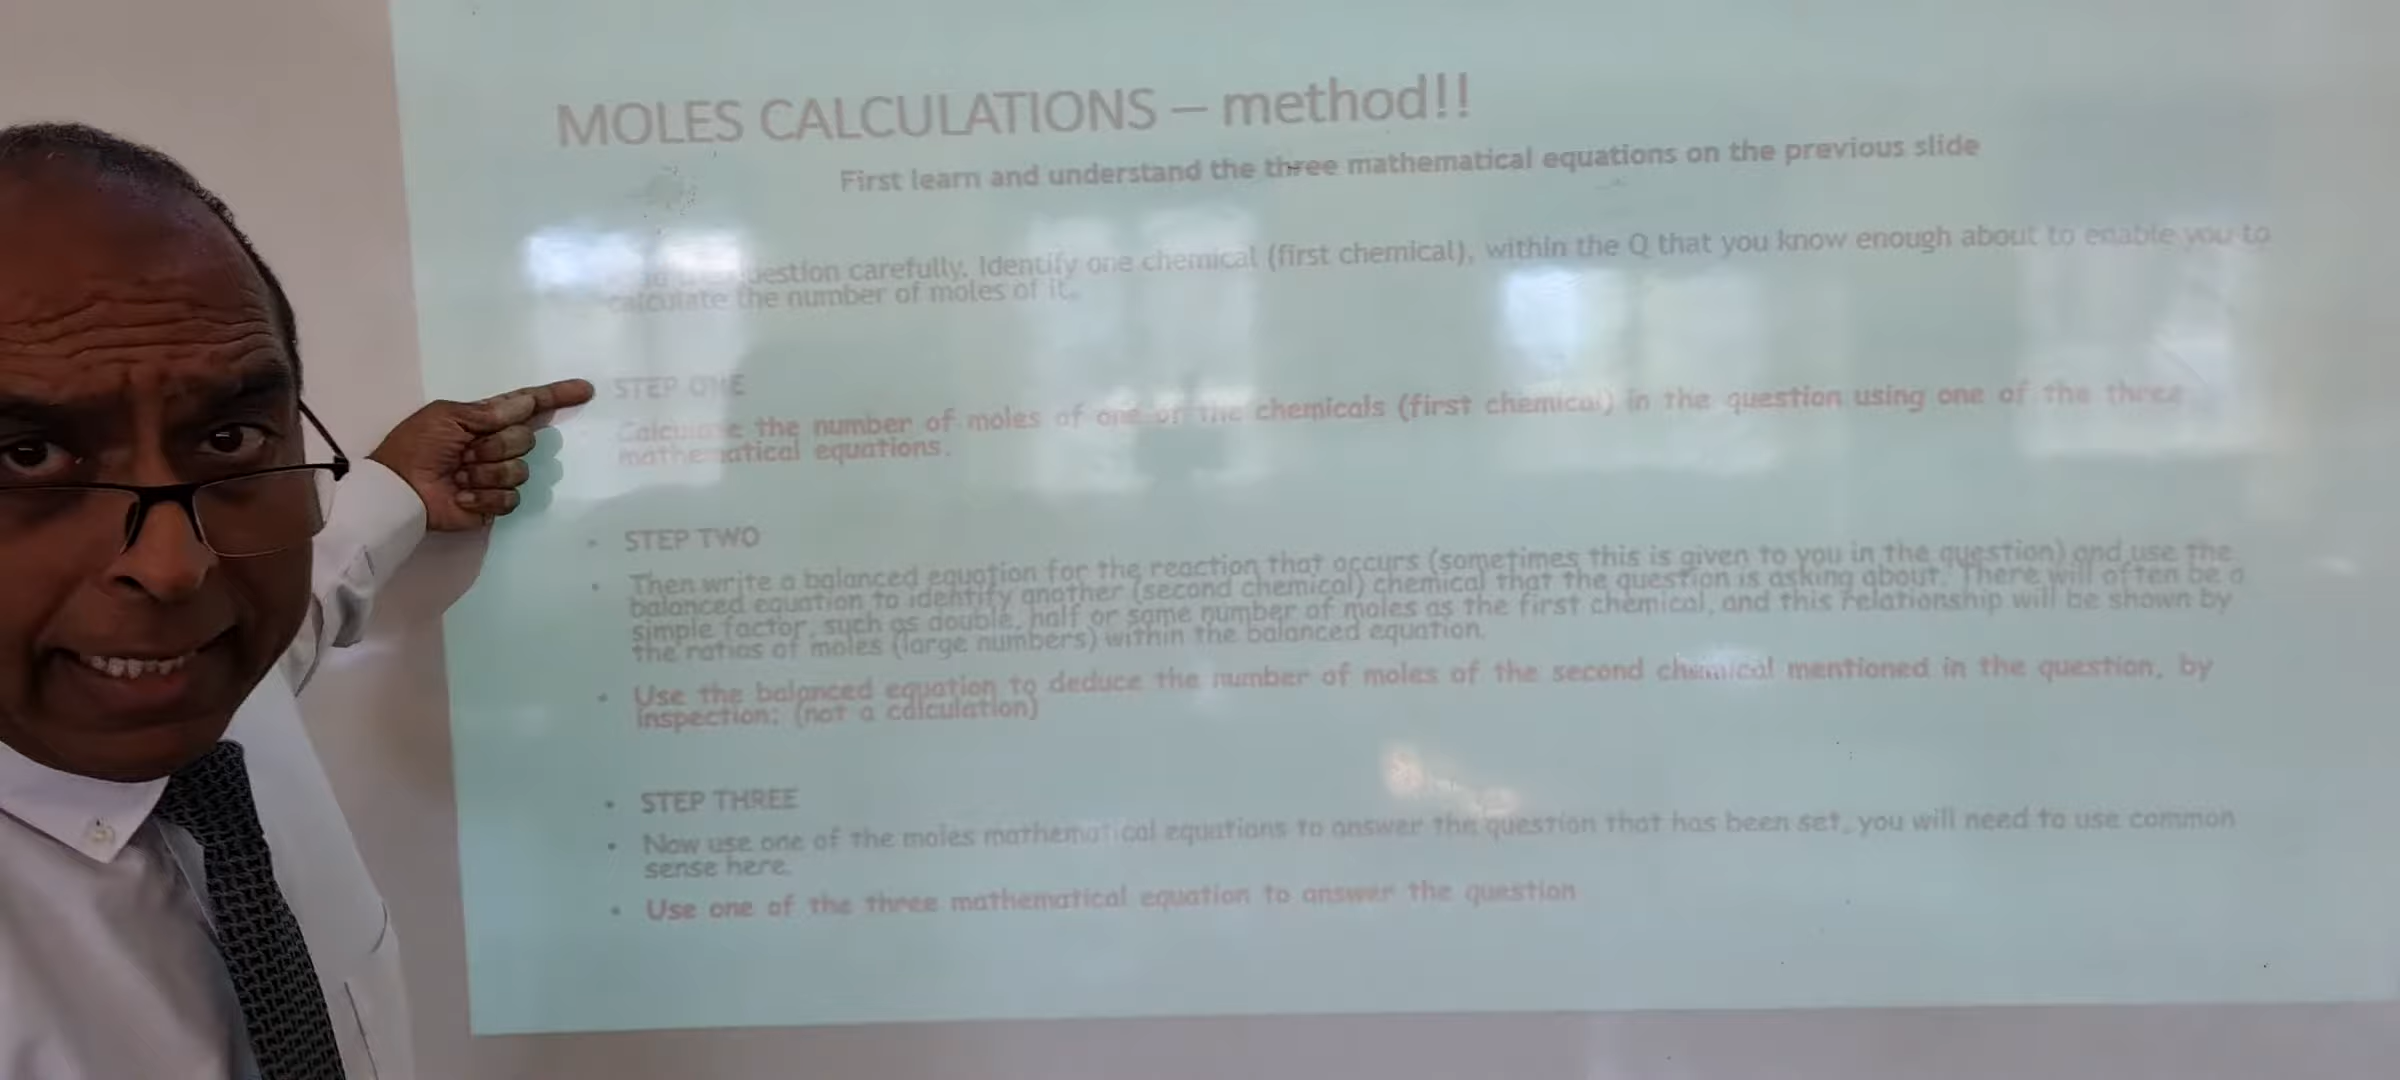 MOLES CALCULATIONS – method!!
First learn and understand the three mathematical equations on the previous slide
question carefully. Identify one chemical (first chemical), within the Q that you know enough about to enable you to
calculate the number of moles of it.
STEP ONE
Calculate the number of moles of one of the chemicals (first chemical) in the question using one of the three
mathematical equations.
• STEP TWO
• Then write a balanced equation for the reaction that occurs (sometimes this is given to you in the question) and use the
balanced equation to identify another (second chemical) chemical that the question is asking about. There will often be a
simple factor, such as double, half or same number of moles as the first chemical, and this relationship will be shown by
the ratios of moles (large numbers) within the balanced equation.
• Use the balanced equation to deduce the number of moles of the second chemical mentioned in the question, by
inspection; (not a calculation)
• STEP THREE
• Now use one of the moles mathematical equations to answer the question that has been set, you will need to use common
sense here.
• Use one of the three mathematical equation to answer the question